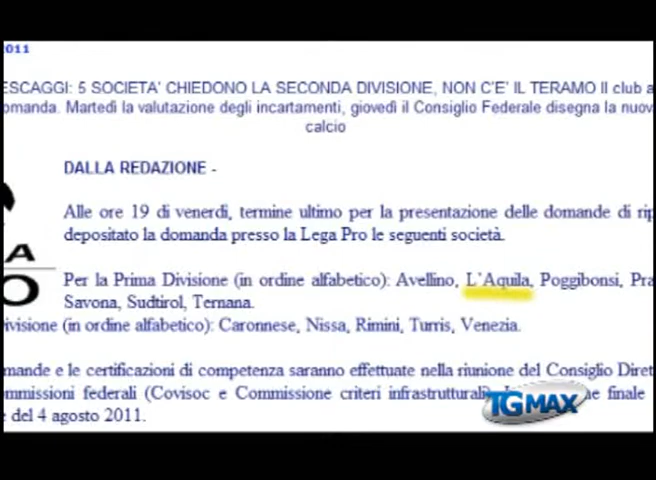 2011
ESCAGGI: 5 SOCIETA' CHIEDONO LA SECONDA DIVISIONE, NON C'E' IL TERAMO Il club a
omanda. Martedì la valutazione degli incartamenti, giovedì il Consiglio Federale disegna la nuov
calcio
DALLA REDAZIONE -
Alle ore 19 di venerdì, termine ultimo per la presentazione delle domande di rip
depositato la domanda presso la Lega Pro le seguenti società.
Per la Prima Divisione (in ordine alfabetico): Avellino, L'Aquila, Poggibonsi, Pra
Savona, Sudtirol, Ternana.
ivisione (in ordine alfabetico): Caronnese, Nissa, Rimini, Turris, Venezia.
mande e le certificazioni di competenza saranno effettuate nella riunione del Consiglio Diret
mmissioni federali (Covisoc e Commissione criteri infrastrutturali). ne finale
e del 4 agosto 2011.
A
O
TGMAX